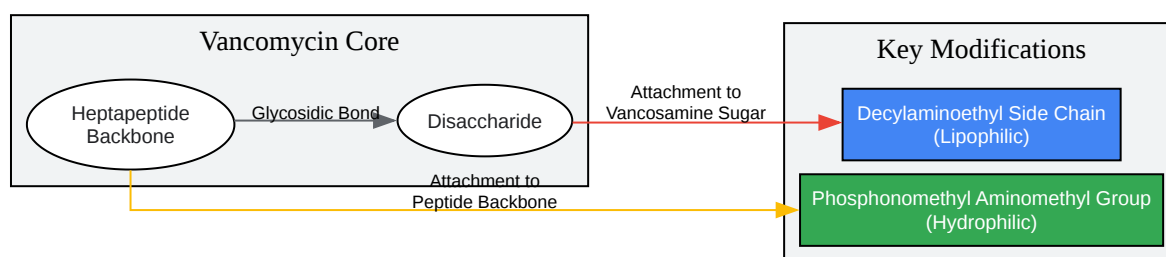 Vancomycin Core
Heptapeptide
Backbone
Glycosidic Bond
Disaccharide
Attachment to
Vancosamine Sugar
Attachment to
Peptide Backbone
Key Modifications
Decylaminoethyl Side Chain
(Lipophilic)
Phosphonomethyl Aminomethyl Group
(Hydrophilic)